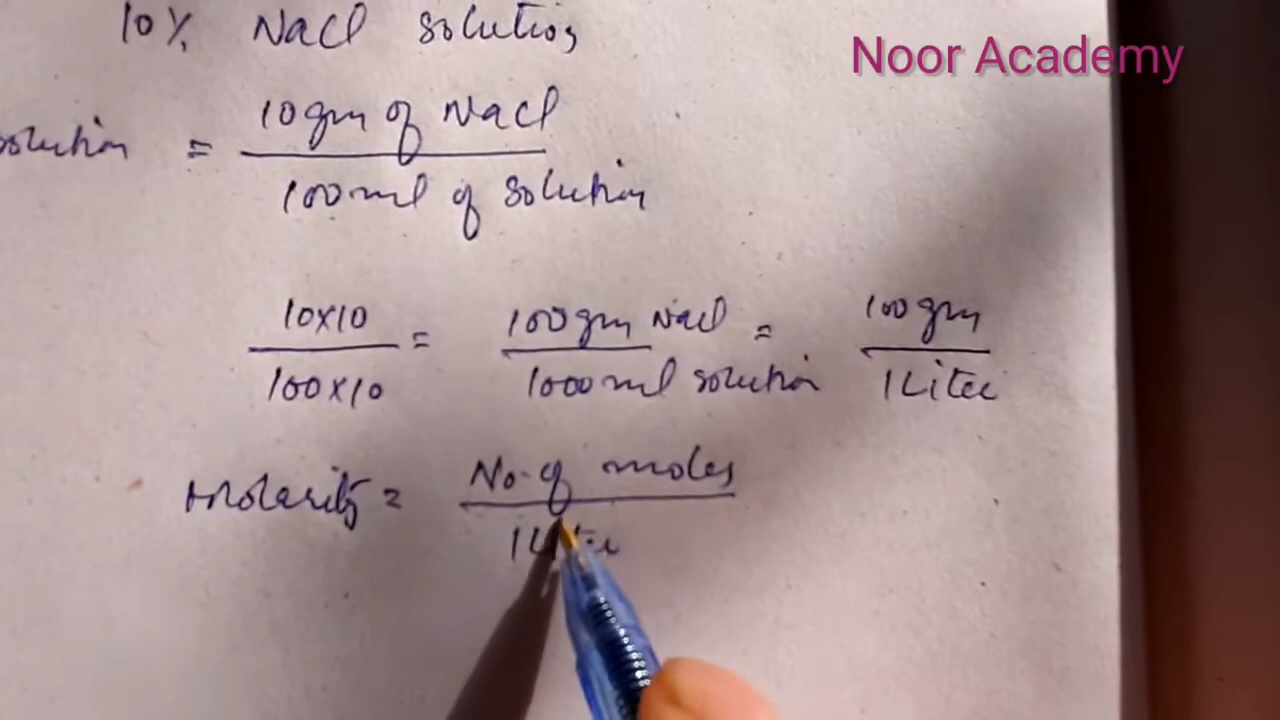 10% NaCl solution
Noor Academy
solution = 10gm of NaCl / 100ml of solution
10x10 / 100x10 = 100gm NaCl / 1000ml solution = 100gm / 1Liter
Molarity = No. of moles / 1Liter